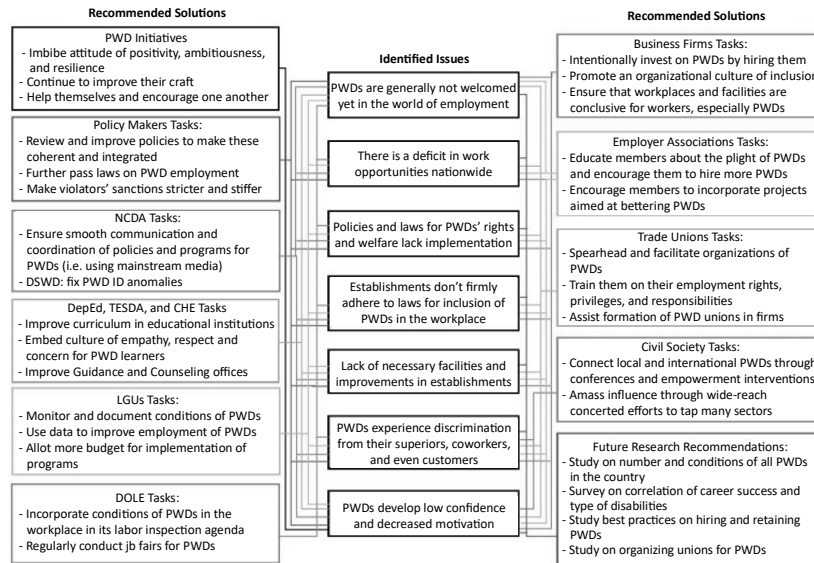 Recommended Solutions
PWD Initiatives
- Imbibe attitude of positivity, ambitiousness,
and resilience
- Continue to improve their craft
- Help themselves and encourage one another
Policy Makers Tasks:
- Review and improve policies to make these
coherent and integrated
- Further pass laws on PWD employment
- Make violators’ sanctions stricter and stiffer
NCDA Tasks:
- Ensure smooth communication and
coordination of policies and programs for
PWDs (i.e. using mainstream media)
- DSWD: fix PWD ID anomalies
DepEd, TESDA, and CHE Tasks
- Improve curriculum in educational institutions
- Embed culture of empathy, respect and
concern for PWD learners
- Improve Guidance and Counseling offices
LGUs Tasks:
- Monitor and document conditions of PWDs
- Use data to improve employment of PWDs
- Allot more budget for implementation of
programs
DOLE Tasks:
- Incorporate conditions of PWDs in the
workplace in its labor inspection agenda
- Regularly conduct jb fairs for PWDs
Identified Issues
PWDs are generally not welcomed
yet in the world of employment
There is a deficit in work
opportunities nationwide
Policies and laws for PWDs’ rights
and welfare lack implementation
Establishments don’t firmly
adhere to laws for inclusion of
PWDs in the workplace
Lack of necessary facilities and
improvements in establishments
PWDs experience discrimination
from their superiors, coworkers,
and even customers
PWDs develop low confidence
and decreased motivation
Recommended Solutions
Business Firms Tasks:
- Intentionally invest on PWDs by hiring them
- Promote an organizational culture of inclusion
- Ensure that workplaces and facilities are
conclusive for workers, especially PWDs
Employer Associations Tasks:
- Educate members about the plight of PWDs
and encourage them to hire more PWDs
- Encourage members to incorporate projects
aimed at bettering PWDs
Trade Unions Tasks:
- Spearhead and facilitate organizations of
PWDs
- Train them on their employment rights,
privileges, and responsibilities
- Assist formation of PWD unions in firms
Civil Society Tasks:
- Connect local and international PWDs through
conferences and empowerment interventions
- Amass influence through wide-reach
concerted efforts to tap many sectors
Future Research Recommendations:
- Study on number and conditions of all PWDs
in the country
- Survey on correlation of career success and
type of disabilities
- Study best practices on hiring and retaining
PWDs
- Study on organizing unions for PWDs